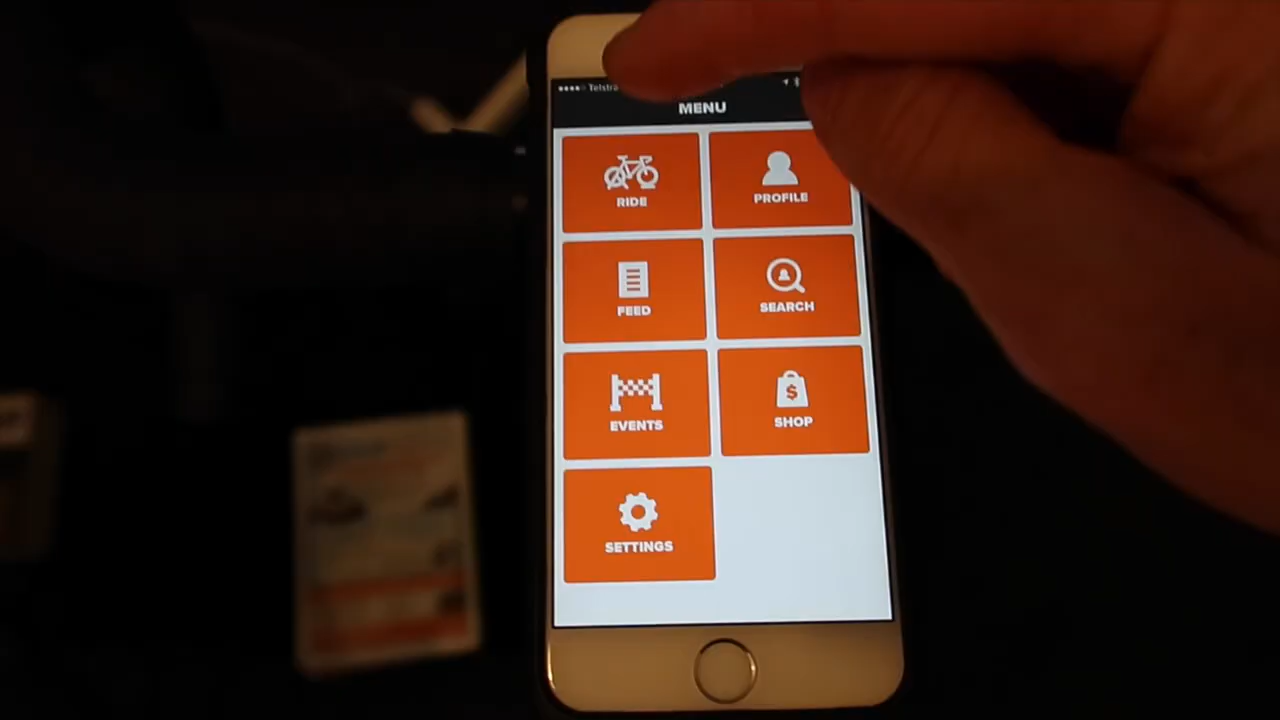 Telstra
MENU
RIDE
PROFILE
FEED
SEARCH
EVENTS
SHOP
$
SETTINGS